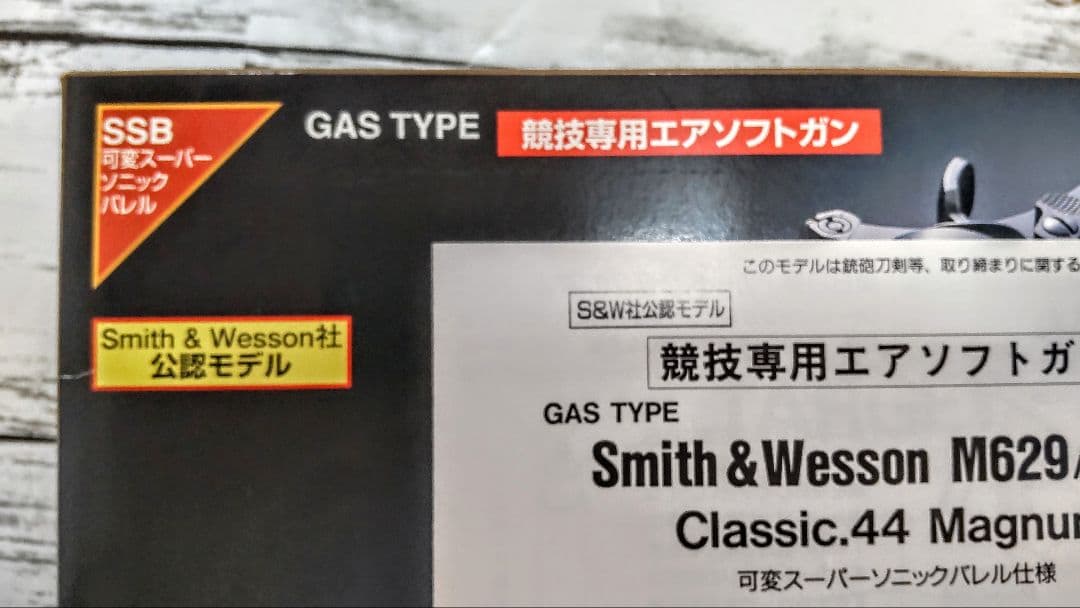 SSB
可変スーパー
ソニック
バレル
GAS TYPE
競技専用エアソフトガン
Smith & Wesson社
公認モデル
このモデルは銃砲刀剣等、取り締まりに関する
S&W社公認モデル
競技専用エアソフトガ
GAS TYPE
Smith & Wesson M629/
Classic.44 Magnu
可変スーパーソニックバレル仕様